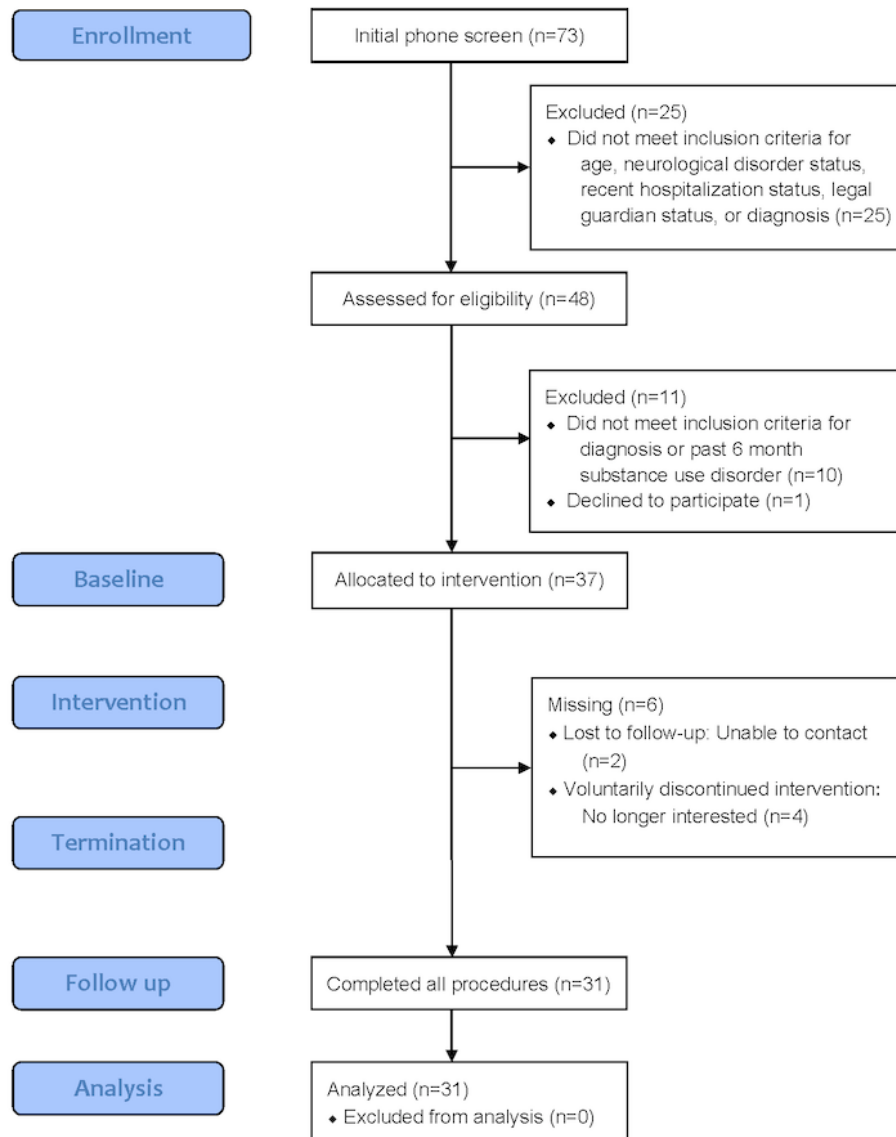 Enrollment
Initial phone screen (n=73)
Excluded (n=25)
⬥ Did not meet inclusion criteria for
age, neurological disorder status,
recent hospitalization status, legal
guardian status, or diagnosis (n=25)
Assessed for eligibility (n=48)
Excluded (n=11)
⬥ Did not meet inclusion criteria for
diagnosis or past 6 month
substance use disorder (n=10)
⬥ Declined to participate (n=1)
Baseline
Allocated to intervention (n=37)
Intervention
Missing (n=6)
⬥ Lost to follow-up: Unable to contact
(n=2)
⬥ Voluntarily discontinued intervention:
No longer interested (n=4)
Termination
Follow up
Completed all procedures (n=31)
Analysis
Analyzed (n=31)
⬥ Excluded from analysis (n=0)